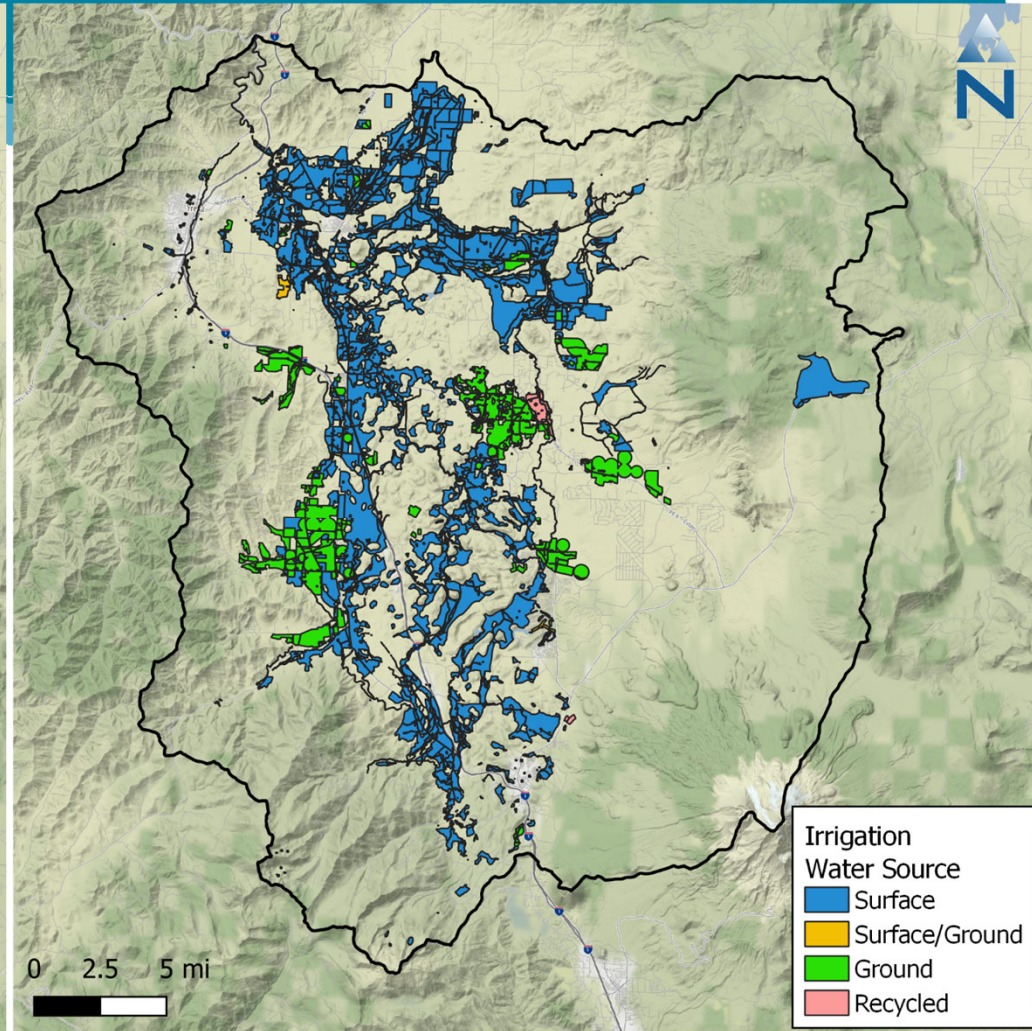 N
Irrigation
Water Source
Surface
Surface/Ground
Ground
Recycled
0 2.5 5 mi